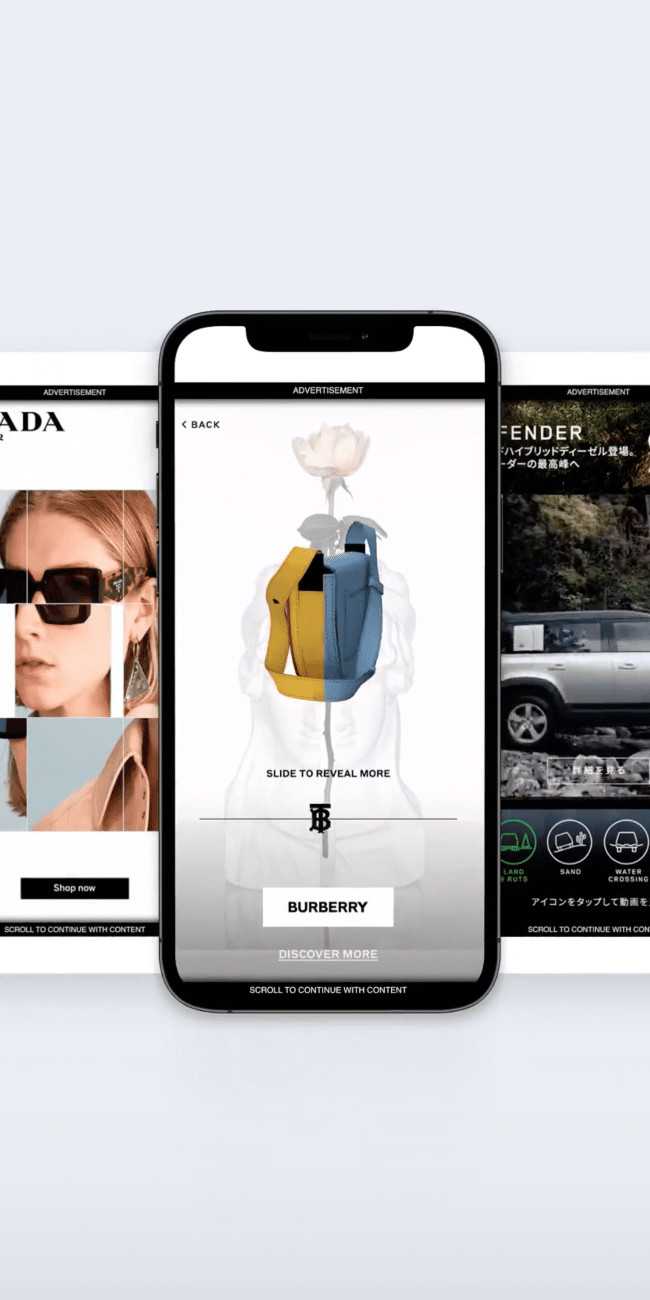 ADVERTISEMENT
ADA
R
Shop now
SCROLL TO CONTINUE WITH CONTENT
ADVERTISEMENT
< BACK
SLIDE TO REVEAL MORE
BURBERRY
DISCOVER MORE
SCROLL TO CONTINUE WITH CONTENT
ADVERTISEMENT
FENDER
ドハイブリッドディーゼル登場。
ーダーの最高峰へ
詳細を見る
LAND
RUTS
SAND
WATER
CROSSING
アイコンをタップして動画を
SCROLL TO CONTINUE WITH CON